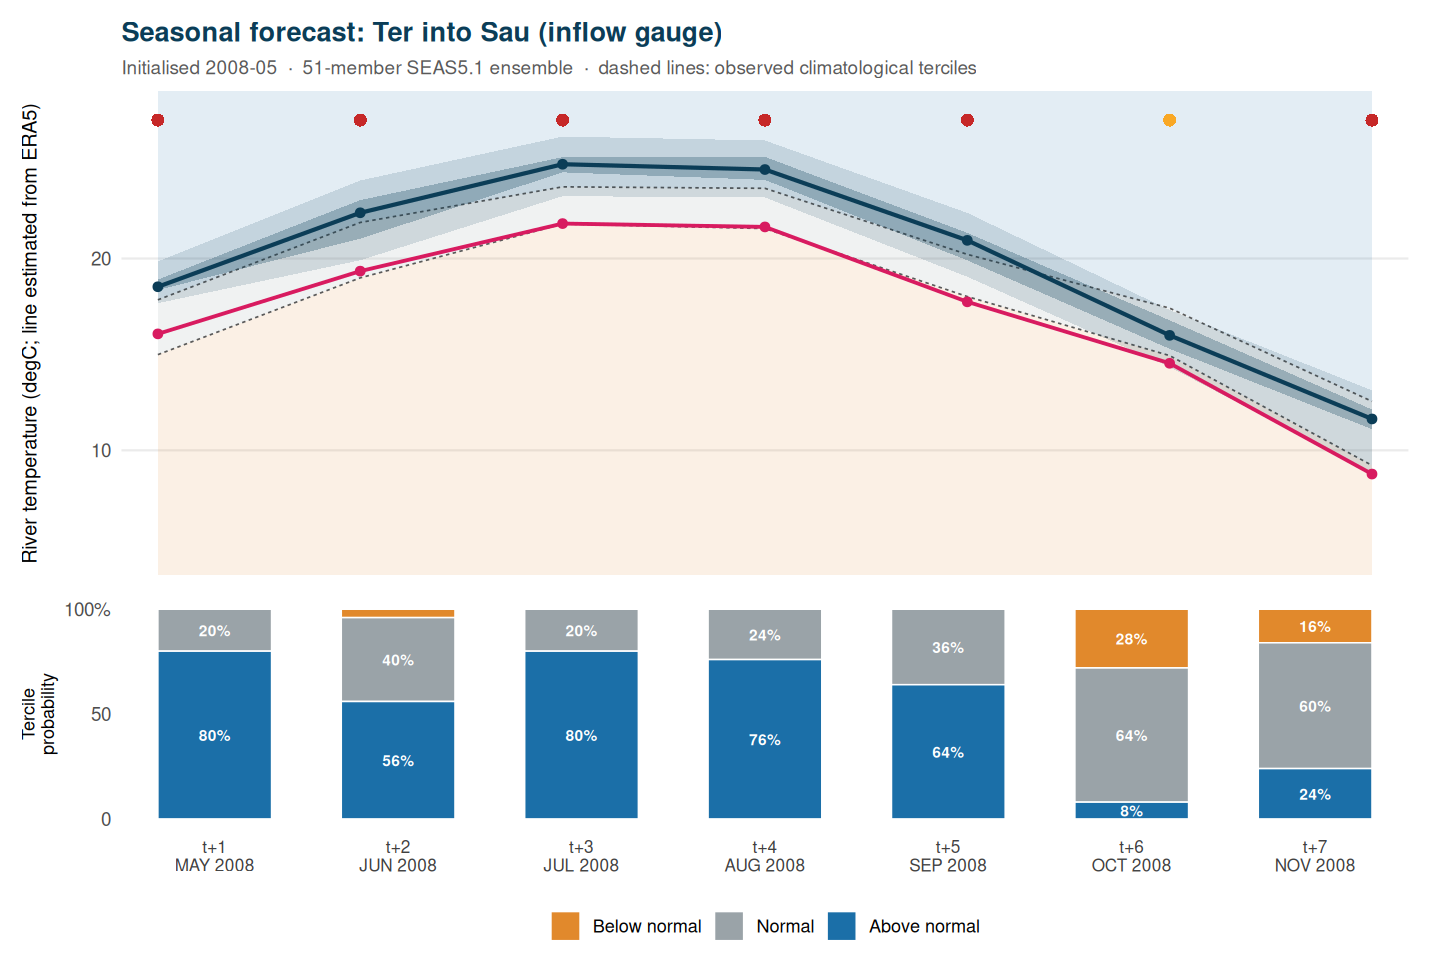 Seasonal forecast: Ter into Sau (inflow gauge)
Initialised 2008-05 · 51-member SEAS5.1 ensemble · dashed lines: observed climatological terciles
River temperature (degC; line estimated from ERA5)
20
10
Tercile
probability
100%
50
0
20%
80%
40%
56%
20%
80%
24%
76%
36%
64%
28%
64%
8%
16%
60%
24%
t+1
MAY 2008
t+2
JUN 2008
t+3
JUL 2008
t+4
AUG 2008
t+5
SEP 2008
t+6
OCT 2008
t+7
NOV 2008
Below normal
Normal
Above normal